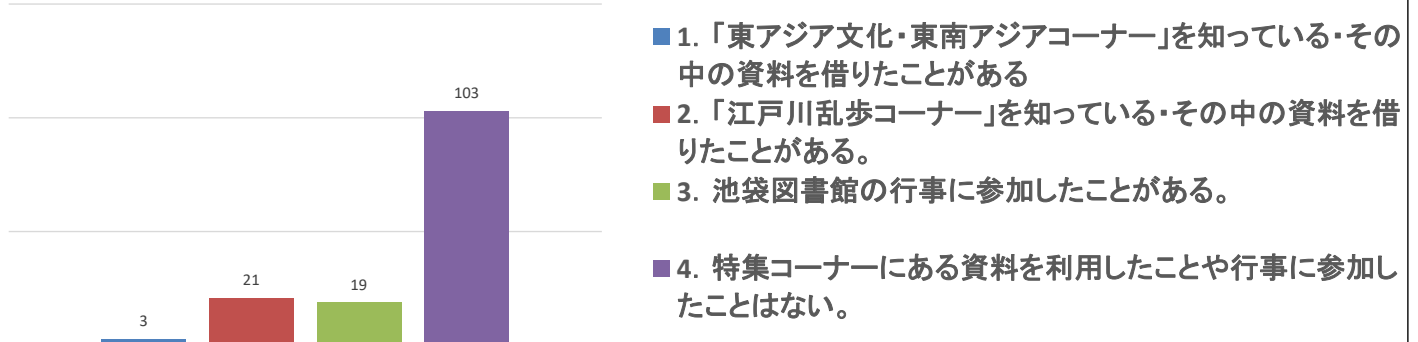 103
21
19
3
1. 「東アジア文化・東南アジアコーナー」を知っている・その
中の資料を借りたことがある
2. 「江戸川乱歩コーナー」を知っている・その中の資料を借
りたことがある。
3. 池袋図書館の行事に参加したことがある。
4. 特集コーナーにある資料を利用したことや行事に参加し
たことはない。